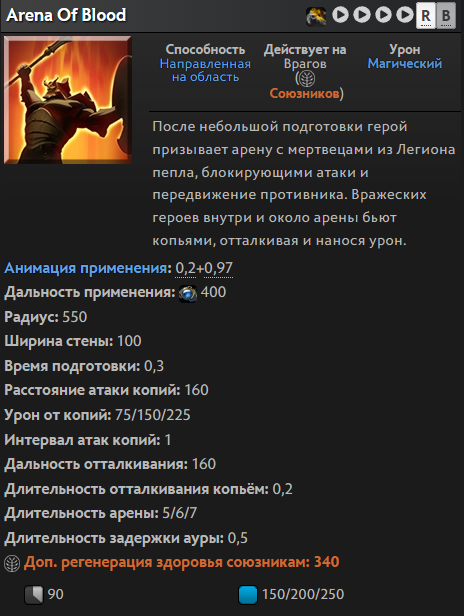 Arena Of Blood
R B
Способность
Направленная
на область
Действует на
Врагов
(
Союзников)
Урон
Магический
После небольшой подготовки герой
призывает арену с мертвецами из Легиона
пепла, блокирующими атаки и
передвижение противника. Вражеских
героев внутри и около арены бьют
копьями, отталкивая и нанося урон.
Анимация применения: 0,2+0,97
Дальность применения: 400
Радиус: 550
Ширина стены: 100
Время подготовки: 0,3
Расстояние атаки копий: 160
Урон от копий: 75/150/225
Интервал атак копий: 1
Дальность отталкивания: 160
Длительность отталкивания копьём: 0,2
Длительность арены: 5/6/7
Длительность задержки ауры: 0,5
Доп. регенерация здоровья союзникам: 340
90 150/200/250